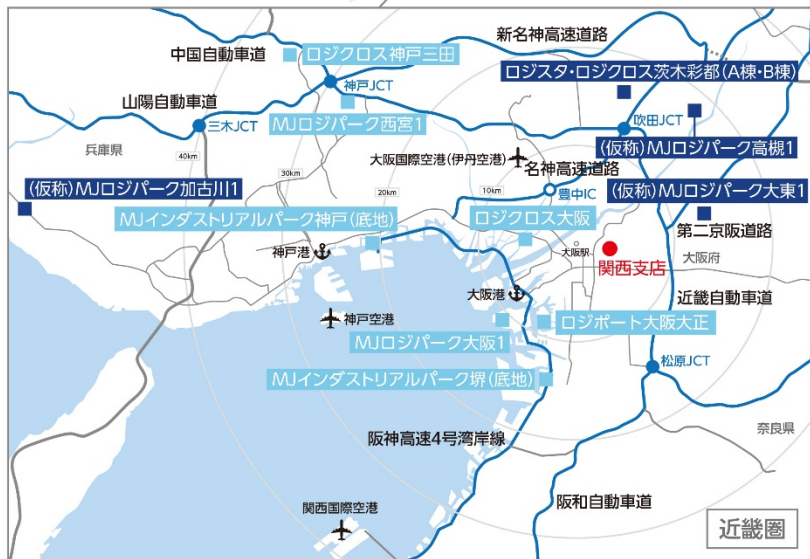 新名神高速道路
中国自動車道
ロジクロス神戸三田
ロジスタ・ロジクロス茨木彩都(A棟・B棟)
神戸JCT
山陽自動車道
MJロジパーク西宮1
三木JCT
吹田JCT
兵庫県
40km
大阪国際空港(伊丹空港)
(仮称)MJロジパーク高槻1
30km
名神高速道路
(仮称)MJロジパーク加古川1
20km
10km
豊中IC
(仮称)MJロジパーク大東1
MJインダストリアルパーク神戸(底地)
ロジクロス大阪
第二京阪道路
神戸港
大阪駅
関西支店
大阪府
大阪港
近畿自動車道
神戸空港
ロジポート大阪大正
MJロジパーク大阪1
松原JCT
MJインダストリアルパーク堺(底地)
奈良県
阪神高速4号湾岸線
阪和自動車道
関西国際空港
近畿圏